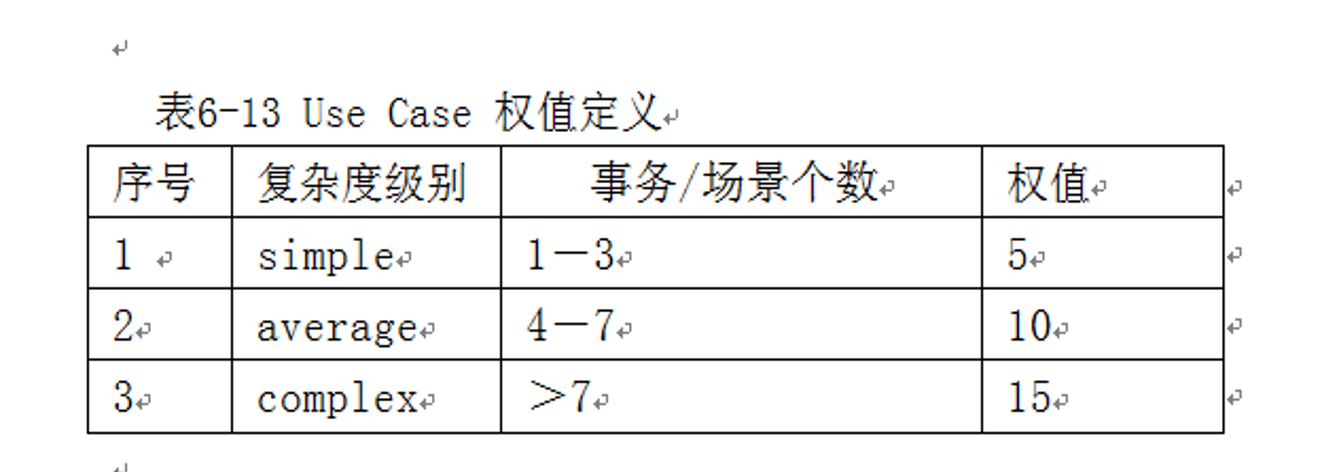 表6-13 Use Case 权值定义
序号 复杂度级别 事务/场景个数 权值
1 simple 1－3 5
2 average 4－7 10
3 complex ＞7 15